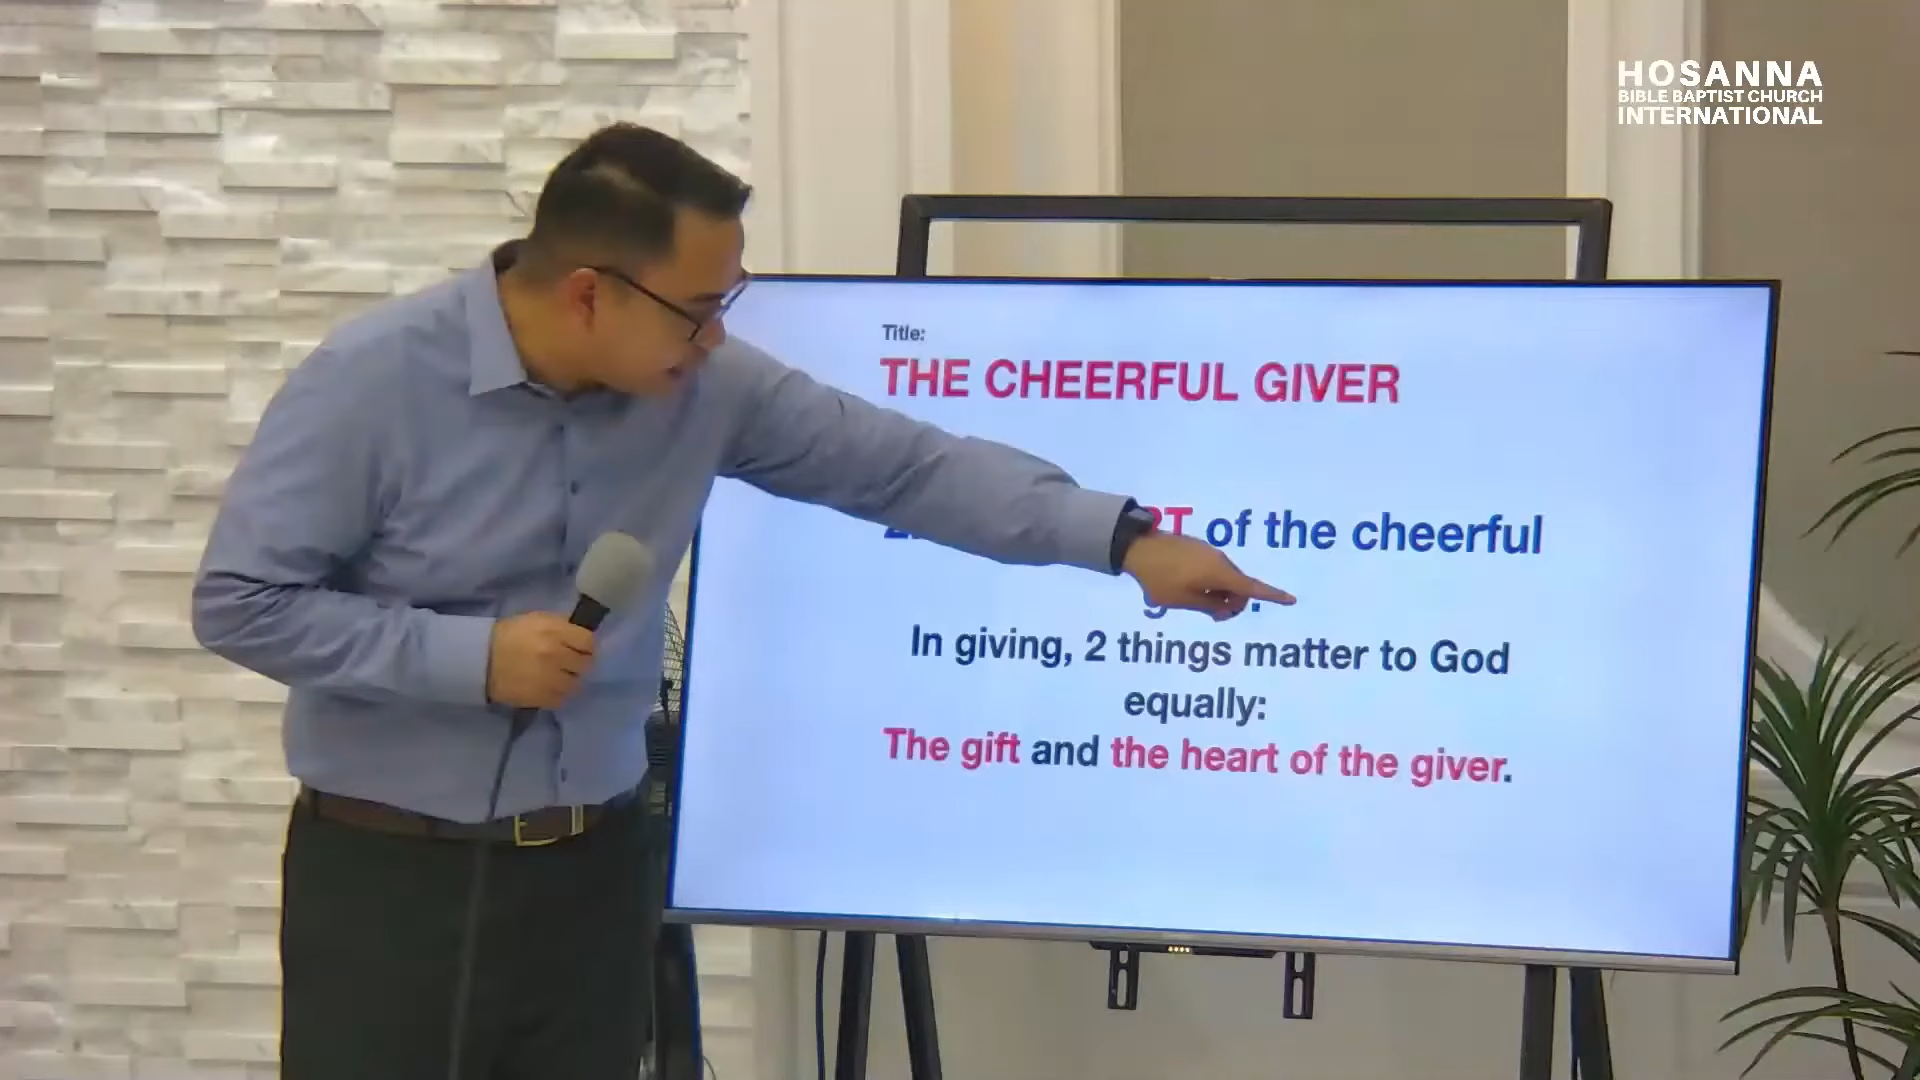 HOSANNA
BIBLE BAPTIST CHURCH
INTERNATIONAL
Title:
THE CHEERFUL GIVER
of the cheerful
In giving, 2 things matter to God
equally:
The gift and the heart of the giver.